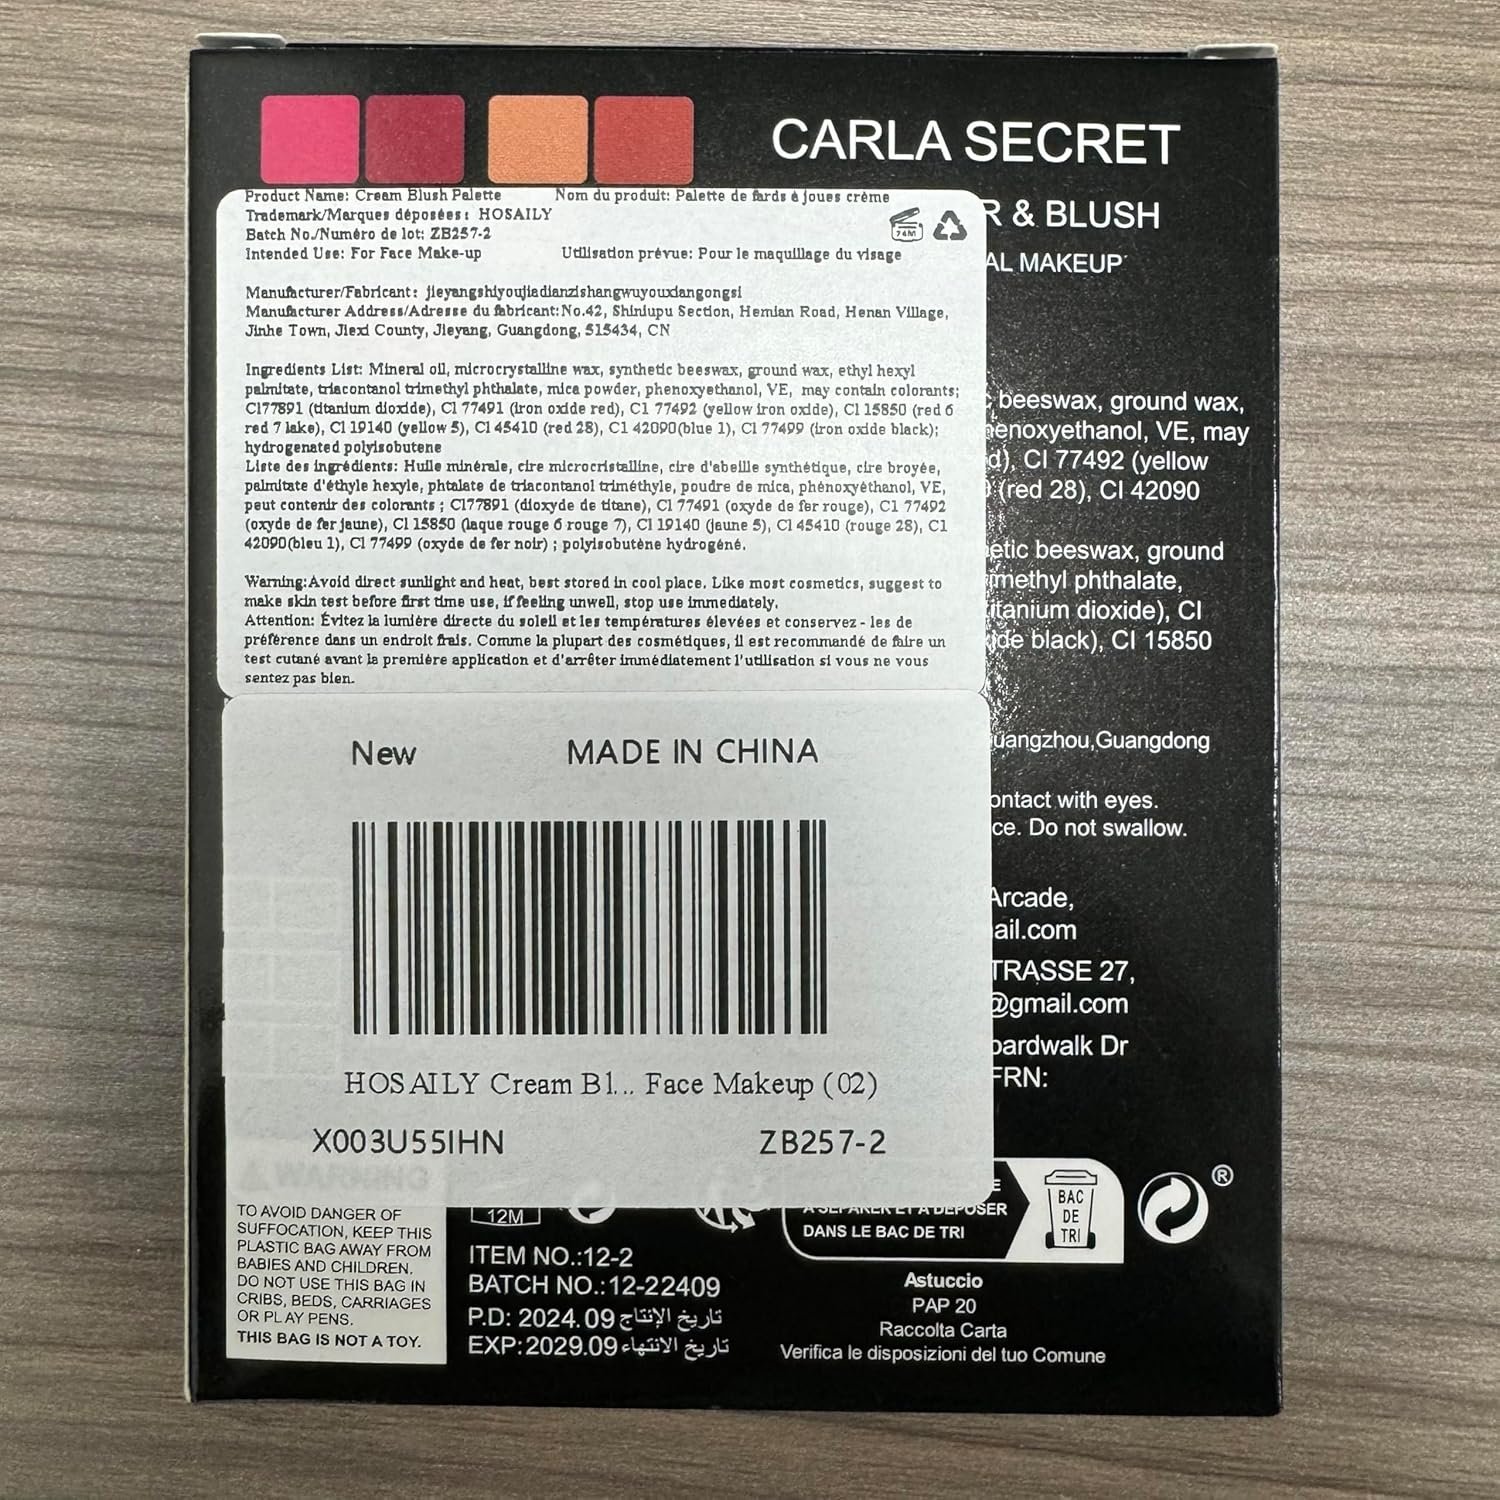 CARLA SECRET
R & BLUSH
AL MAKEUP
Product Name: Cream Blush Palette Nom du produit: Palette de fards à joues crème
Trademark/Marques déposées: HOSAILY
Batch No./Numéro de lot: ZB257-2
Intended Use: For Face Make-up Utilisation prévue: Pour le maquillage du visage
Manufacturer/Fabricant: jieyangshiyoujiadianzishangwuyouxiangongsi
Manufacturer Address/Adresse du fabricant:No.42, Shiniupu Section, Hemian Road, Henan Village,
Jinhe Town, Jiexi County, Jieyang, Guangdong, 515434, CN
Ingredients List: Mineral oil, microcrystalline wax, synthetic beeswax, ground wax, ethyl hexyl
palmitate, triacontanol trimethyl phthalate, mica powder, phenoxyethanol, VE, may contain colorants;
CI77891 (titanium dioxide), CI 77491 (iron oxide red), CI 77492 (yellow iron oxide), CI 15850 (red 6
red 7 lake), CI 19140 (yellow 5), CI 45410 (red 28), C1 42090(blue 1), CI 77499 (iron oxide black);
hydrogenated polyisobutene
Liste des ingrédients: Huile minérale, cire microcristalline, cire d'abeille synthétique, cire broyée,
palmitate d'éthyle hexyle, phtalate de triacontanol triméthyle, poudre de mica, phénoxyéthanol, VE,
peut contenir des colorants ; CI77891 (dioxyde de titane), CI 77491 (oxyde de fer rouge), C1 77492
(oxyde de fer jaune), CI 15850 (laque rouge 6 rouge 7), CI 19140 (jaune 5), CI 45410 (rouge 28), C1
42090(bleu 1), CI 77499 (oxyde de fer noir) ; polyisobutène hydrogéné.
Warning:Avoid direct sunlight and heat, best stored in cool place. Like most cosmetics, suggest to
make skin test before first time use, if feeling unwell, stop use immediately.
Attention: Évitez la lumière directe du soleil et les températures élevées et conservez - les de
préférence dans un endroit frais. Comme la plupart des cosmétiques, il est recommandé de faire un
test cutané avant la première application et d'arrêter immédiatement l'utilisation si vous ne vous
sentez pas bien.
beeswax, ground wax,
enoxyethanol, VE, may
d), CI 77492 (yellow
(red 28), CI 42090
etic beeswax, ground
methyl phthalate,
itanium dioxide), CI
ide black), CI 15850
uangzhou,Guangdong
ontact with eyes.
ce. Do not swallow.
Arcade,
ail.com
TRASSE 27,
@gmail.com
oardwalk Dr
FRN:
New MADE IN CHINA
HOSAILY Cream Bl... Face Makeup (02)
X003U55IHN ZB257-2
WARNING
TO AVOID DANGER OF
SUFFOCATION, KEEP THIS
PLASTIC BAG AWAY FROM
BABIES AND CHILDREN.
DO NOT USE THIS BAG IN
CRIBS, BEDS, CARRIAGES
OR PLAY PENS.
THIS BAG IS NOT A TOY.
12M
ITEM NO.:12-2
BATCH NO.:12-22409
P.D: 2024.09 تاريخ الإنتاج
EXP:2029.09 تاريخ الانتهاء
À SÉPARER ET À DÉPOSER
DANS LE BAC DE TRI
BAC
DE
TRI
®
Astuccio
PAP 20
Raccolta Carta
Verifica le disposizioni del tuo Comune